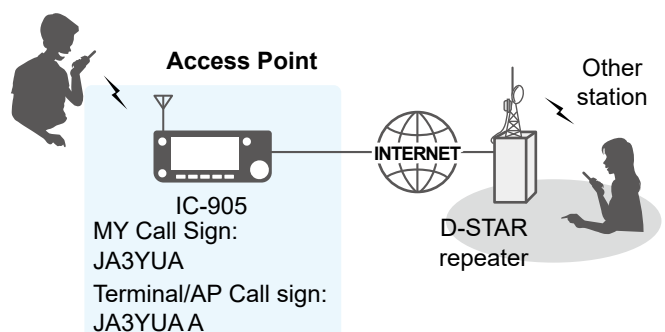 Access Point
Other
station
INTERNET
IC-905
MY Call Sign:
JA3YUA
Terminal/AP Call sign:
JA3YUA A
D-STAR
repeater